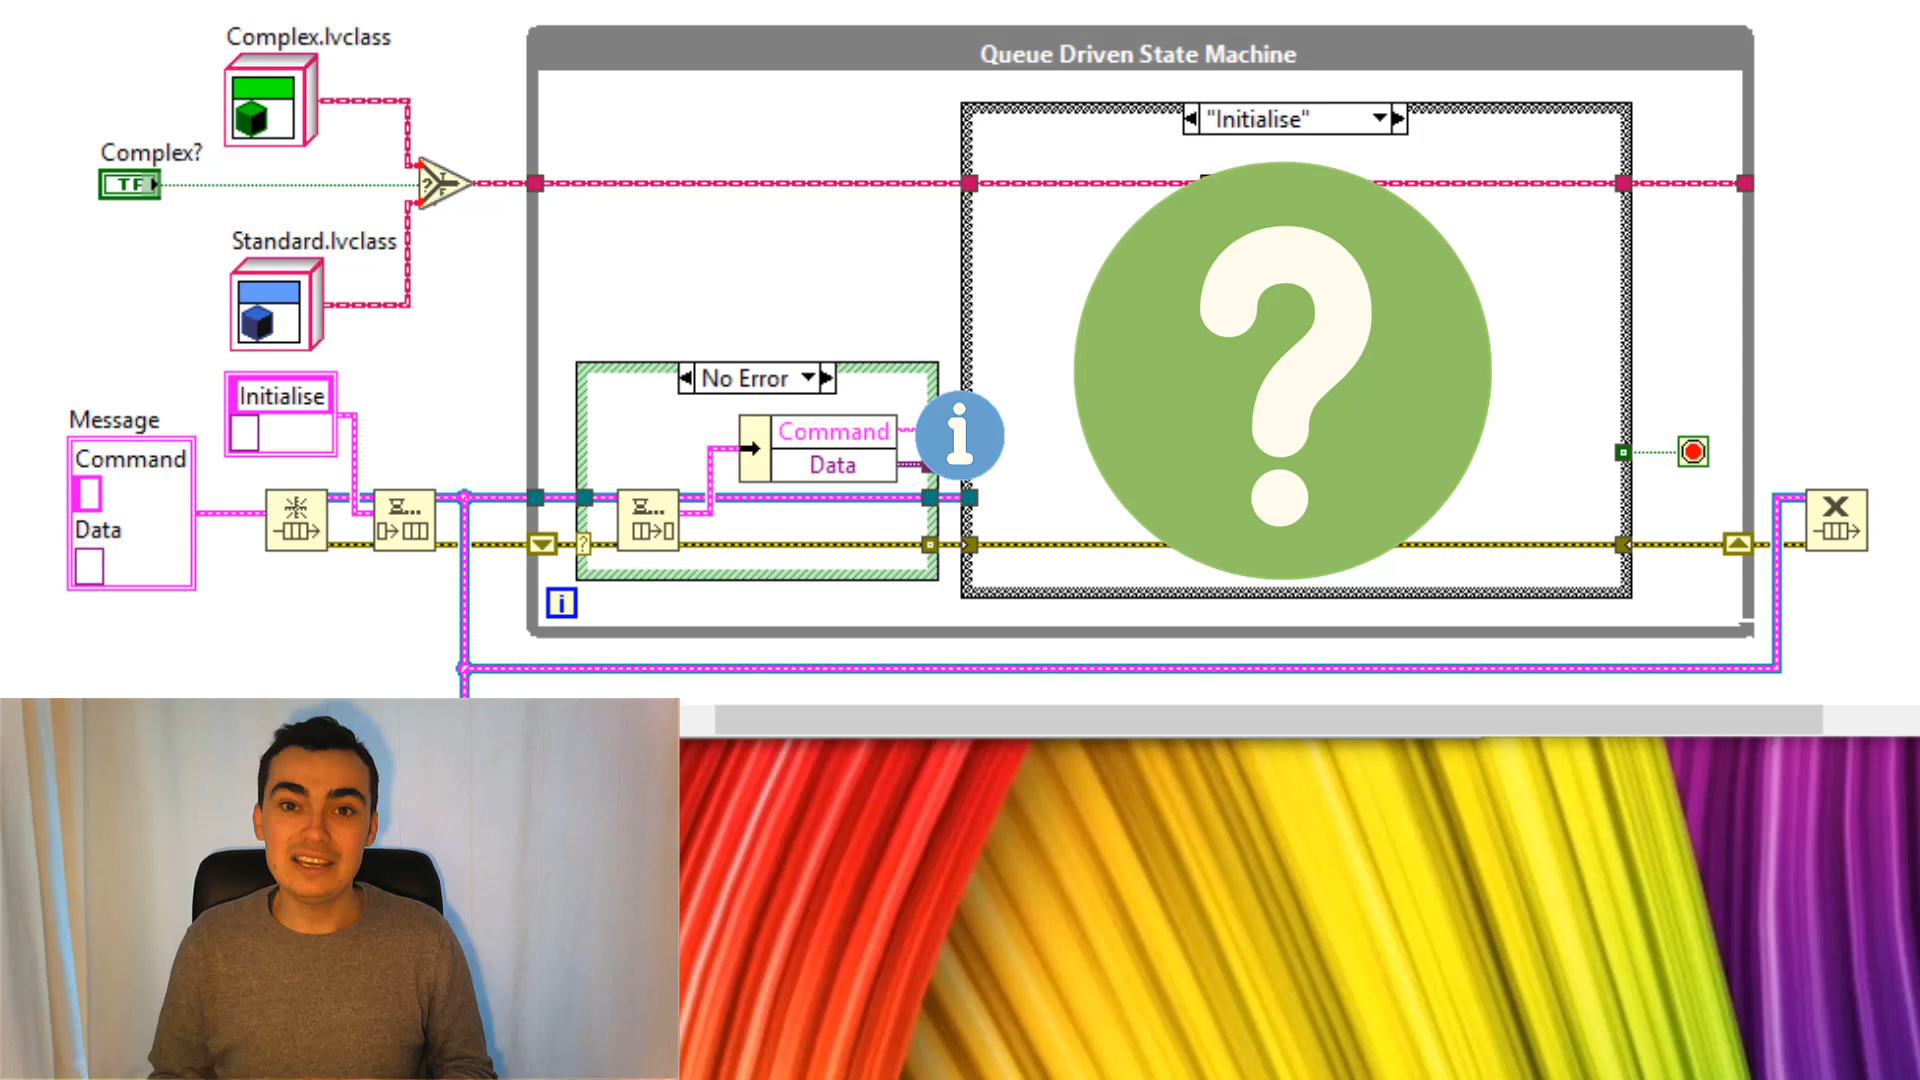 Complex.lvclass
Queue Driven State Machine
"Initialise"
Complex?
TF
?
T
F
Standard.lvclass
No Error
Initialise
Message
Command
Command
Data
Data
?
i
X
i
?